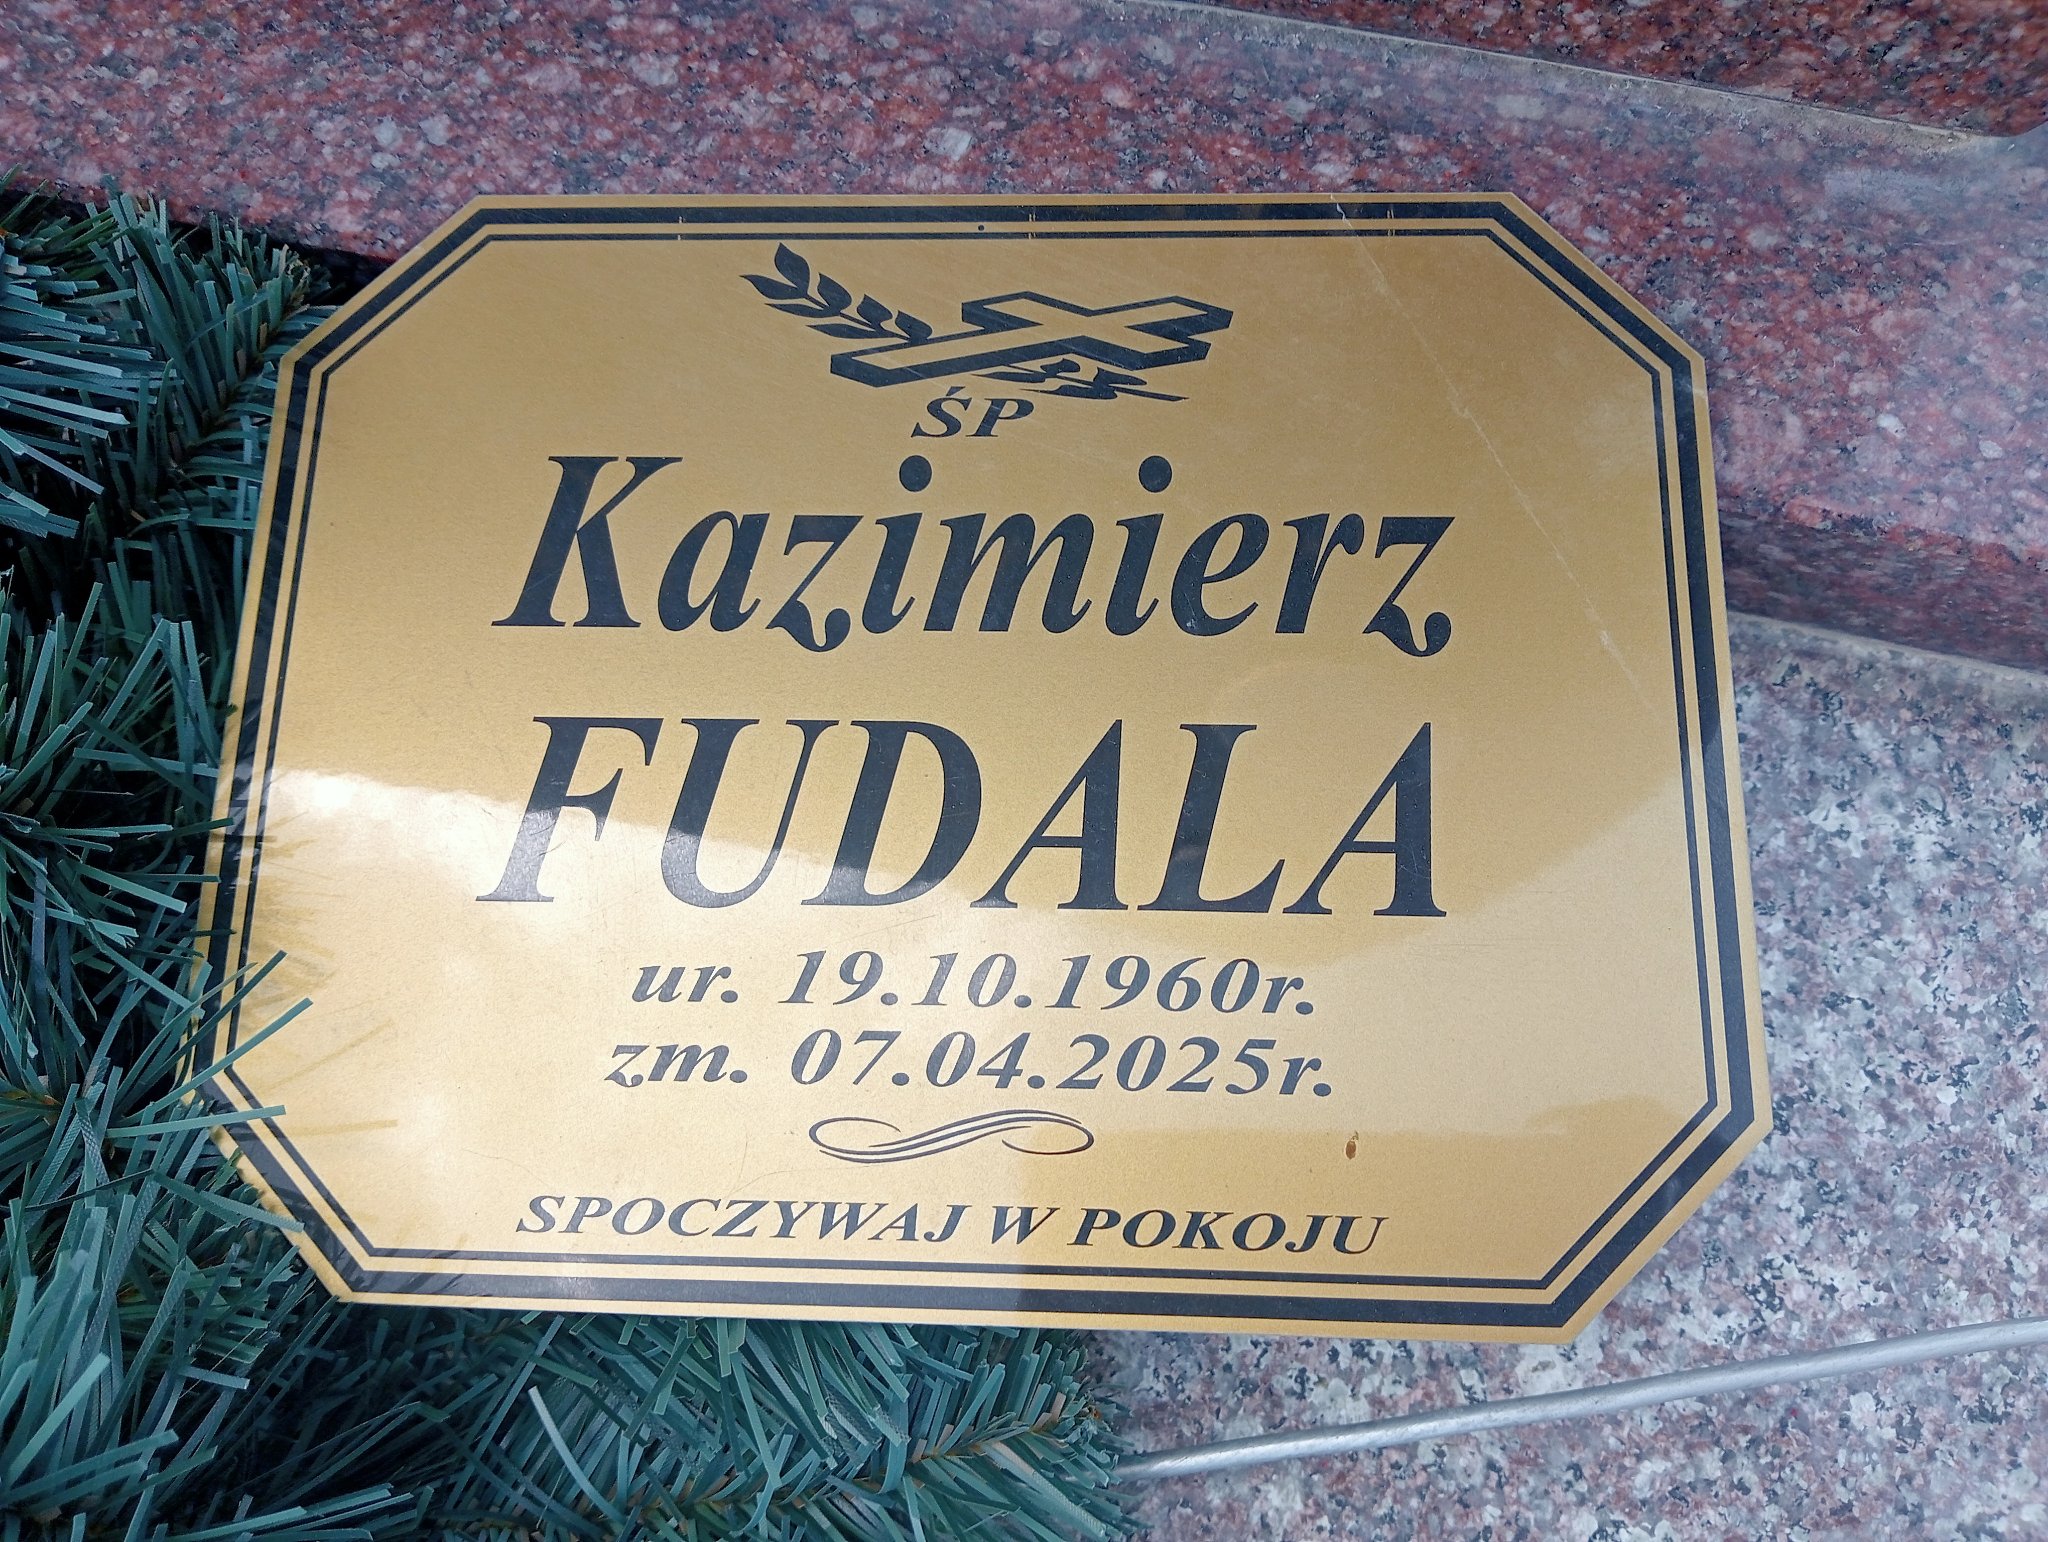 ŚP
Kazimierz
FUDALA
ur. 19.10.1960r.
zm. 07.04.2025r.
SPOCZYWAJ W POKOJU